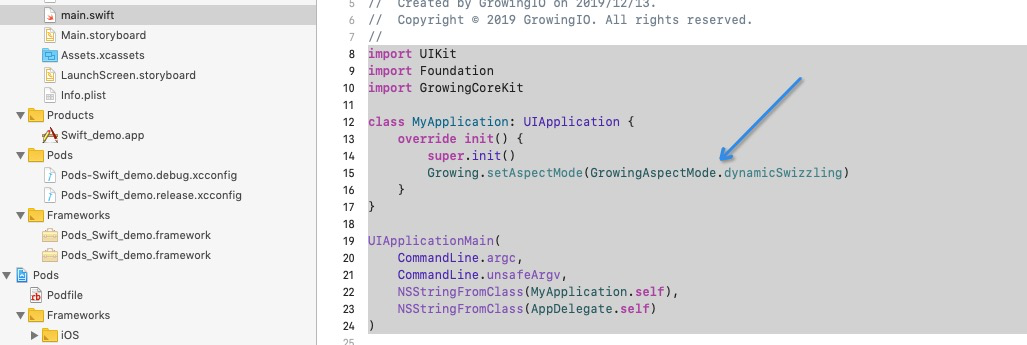 main.swift
Main.storyboard
Assets.xcassets
LaunchScreen.storyboard
Info.plist
Products
Swift_demo.app
Pods
Pods-Swift_demo.debug.xcconfig
Pods-Swift_demo.release.xcconfig
Frameworks
Pods_Swift_demo.framework
Pods_Swift_demo.framework
Pods
Podfile
Frameworks
iOS
5 // Created by GrowingIO on 2019/12/13.
6 // Copyright © 2019 GrowingIO. All rights reserved.
7 //
8 import UIKit
9 import Foundation
10 import GrowingCoreKit
11
12 class MyApplication: UIApplication {
13     override init() {
14         super.init()
15         Growing.setAspectMode(GrowingAspectMode.dynamicSwizzling)
16     }
17 }
18
19 UIApplicationMain(
20     CommandLine.argc,
21     CommandLine.unsafeArgv,
22     NSStringFromClass(MyApplication.self),
23     NSStringFromClass(AppDelegate.self)
24 )
25